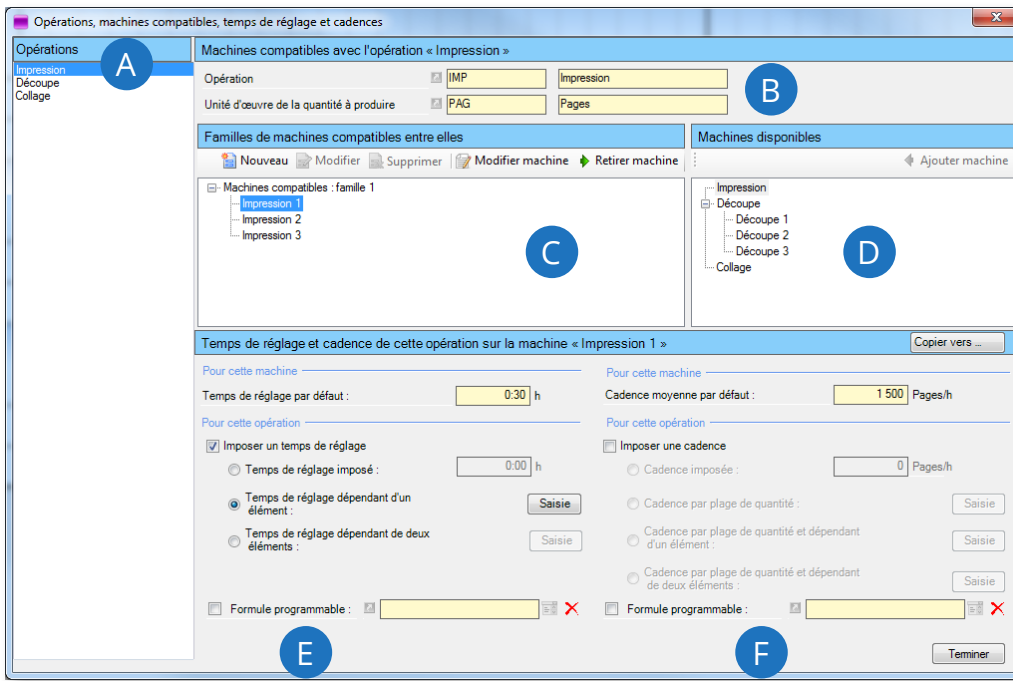 Opérations, machines compatibles, temps de réglage et cadences
Opérations
A
Impression
Découpe
Collage
Machines compatibles avec l'opération « Impression »
Opération IMP Impression
Unité d'œuvre de la quantité à produire PAG Pages
B
Familles de machines compatibles entre elles
Nouveau Modifier Supprimer Modifier machine Retirer machine
Machines compatibles : famille 1
Impression 1
Impression 2
Impression 3
C
Machines disponibles
Ajouter machine
Impression
Découpe
Découpe 1
Découpe 2
Découpe 3
Collage
D
Temps de réglage et cadence de cette opération sur la machine « Impression 1 » Copier vers ...
Pour cette machine
Temps de réglage par défaut : 0:30 h
Pour cette opération
Imposer un temps de réglage
Temps de réglage imposé : 0:00 h
Temps de réglage dépendant d'un
élément : Saisie
Temps de réglage dépendant de deux
éléments : Saisie
Formule programmable :
E
Pour cette machine
Cadence moyenne par défaut : 1 500 Pages/h
Pour cette opération
Imposer une cadence
Cadence imposée : 0 Pages/h
Cadence par plage de quantité : Saisie
Cadence par plage de quantité et dépendant
d'un élément : Saisie
Cadence par plage de quantité et dépendant
de deux éléments : Saisie
Formule programmable :
F
Terminer